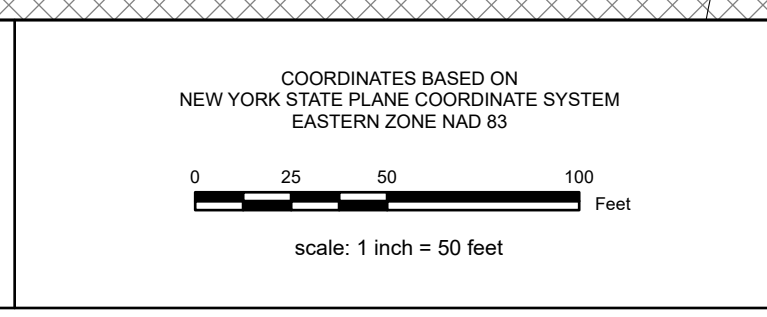 COORDINATES BASED ON
NEW YORK STATE PLANE COORDINATE SYSTEM
EASTERN ZONE NAD 83
0 25 50 100
Feet
scale: 1 inch = 50 feet